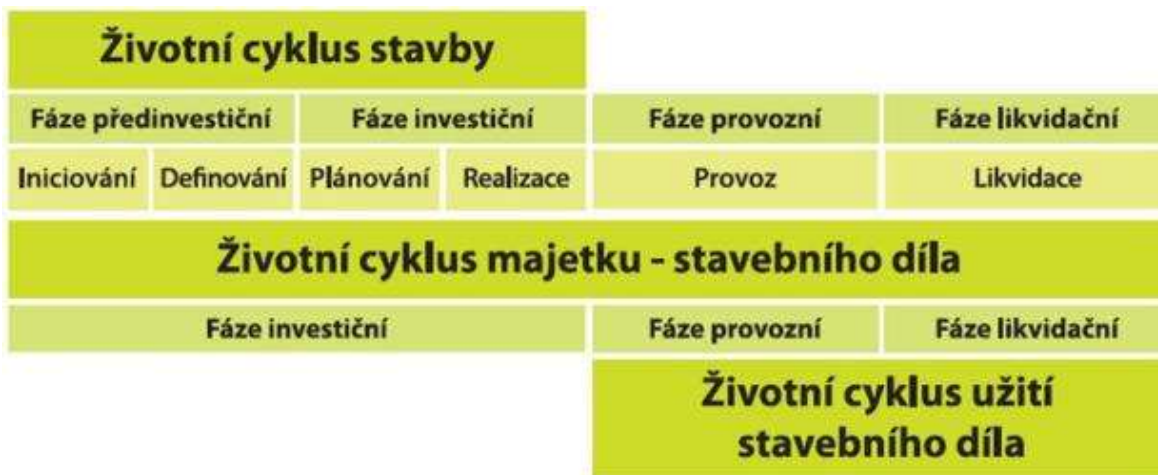 Životní cyklus stavby
Fáze předinvestiční Fáze investiční Fáze provozní Fáze likvidační
Iniciování Definování Plánování Realizace Provoz Likvidace
Životní cyklus majetku - stavebního díla
Fáze investiční Fáze provozní Fáze likvidační
Životní cyklus užití
stavebního díla